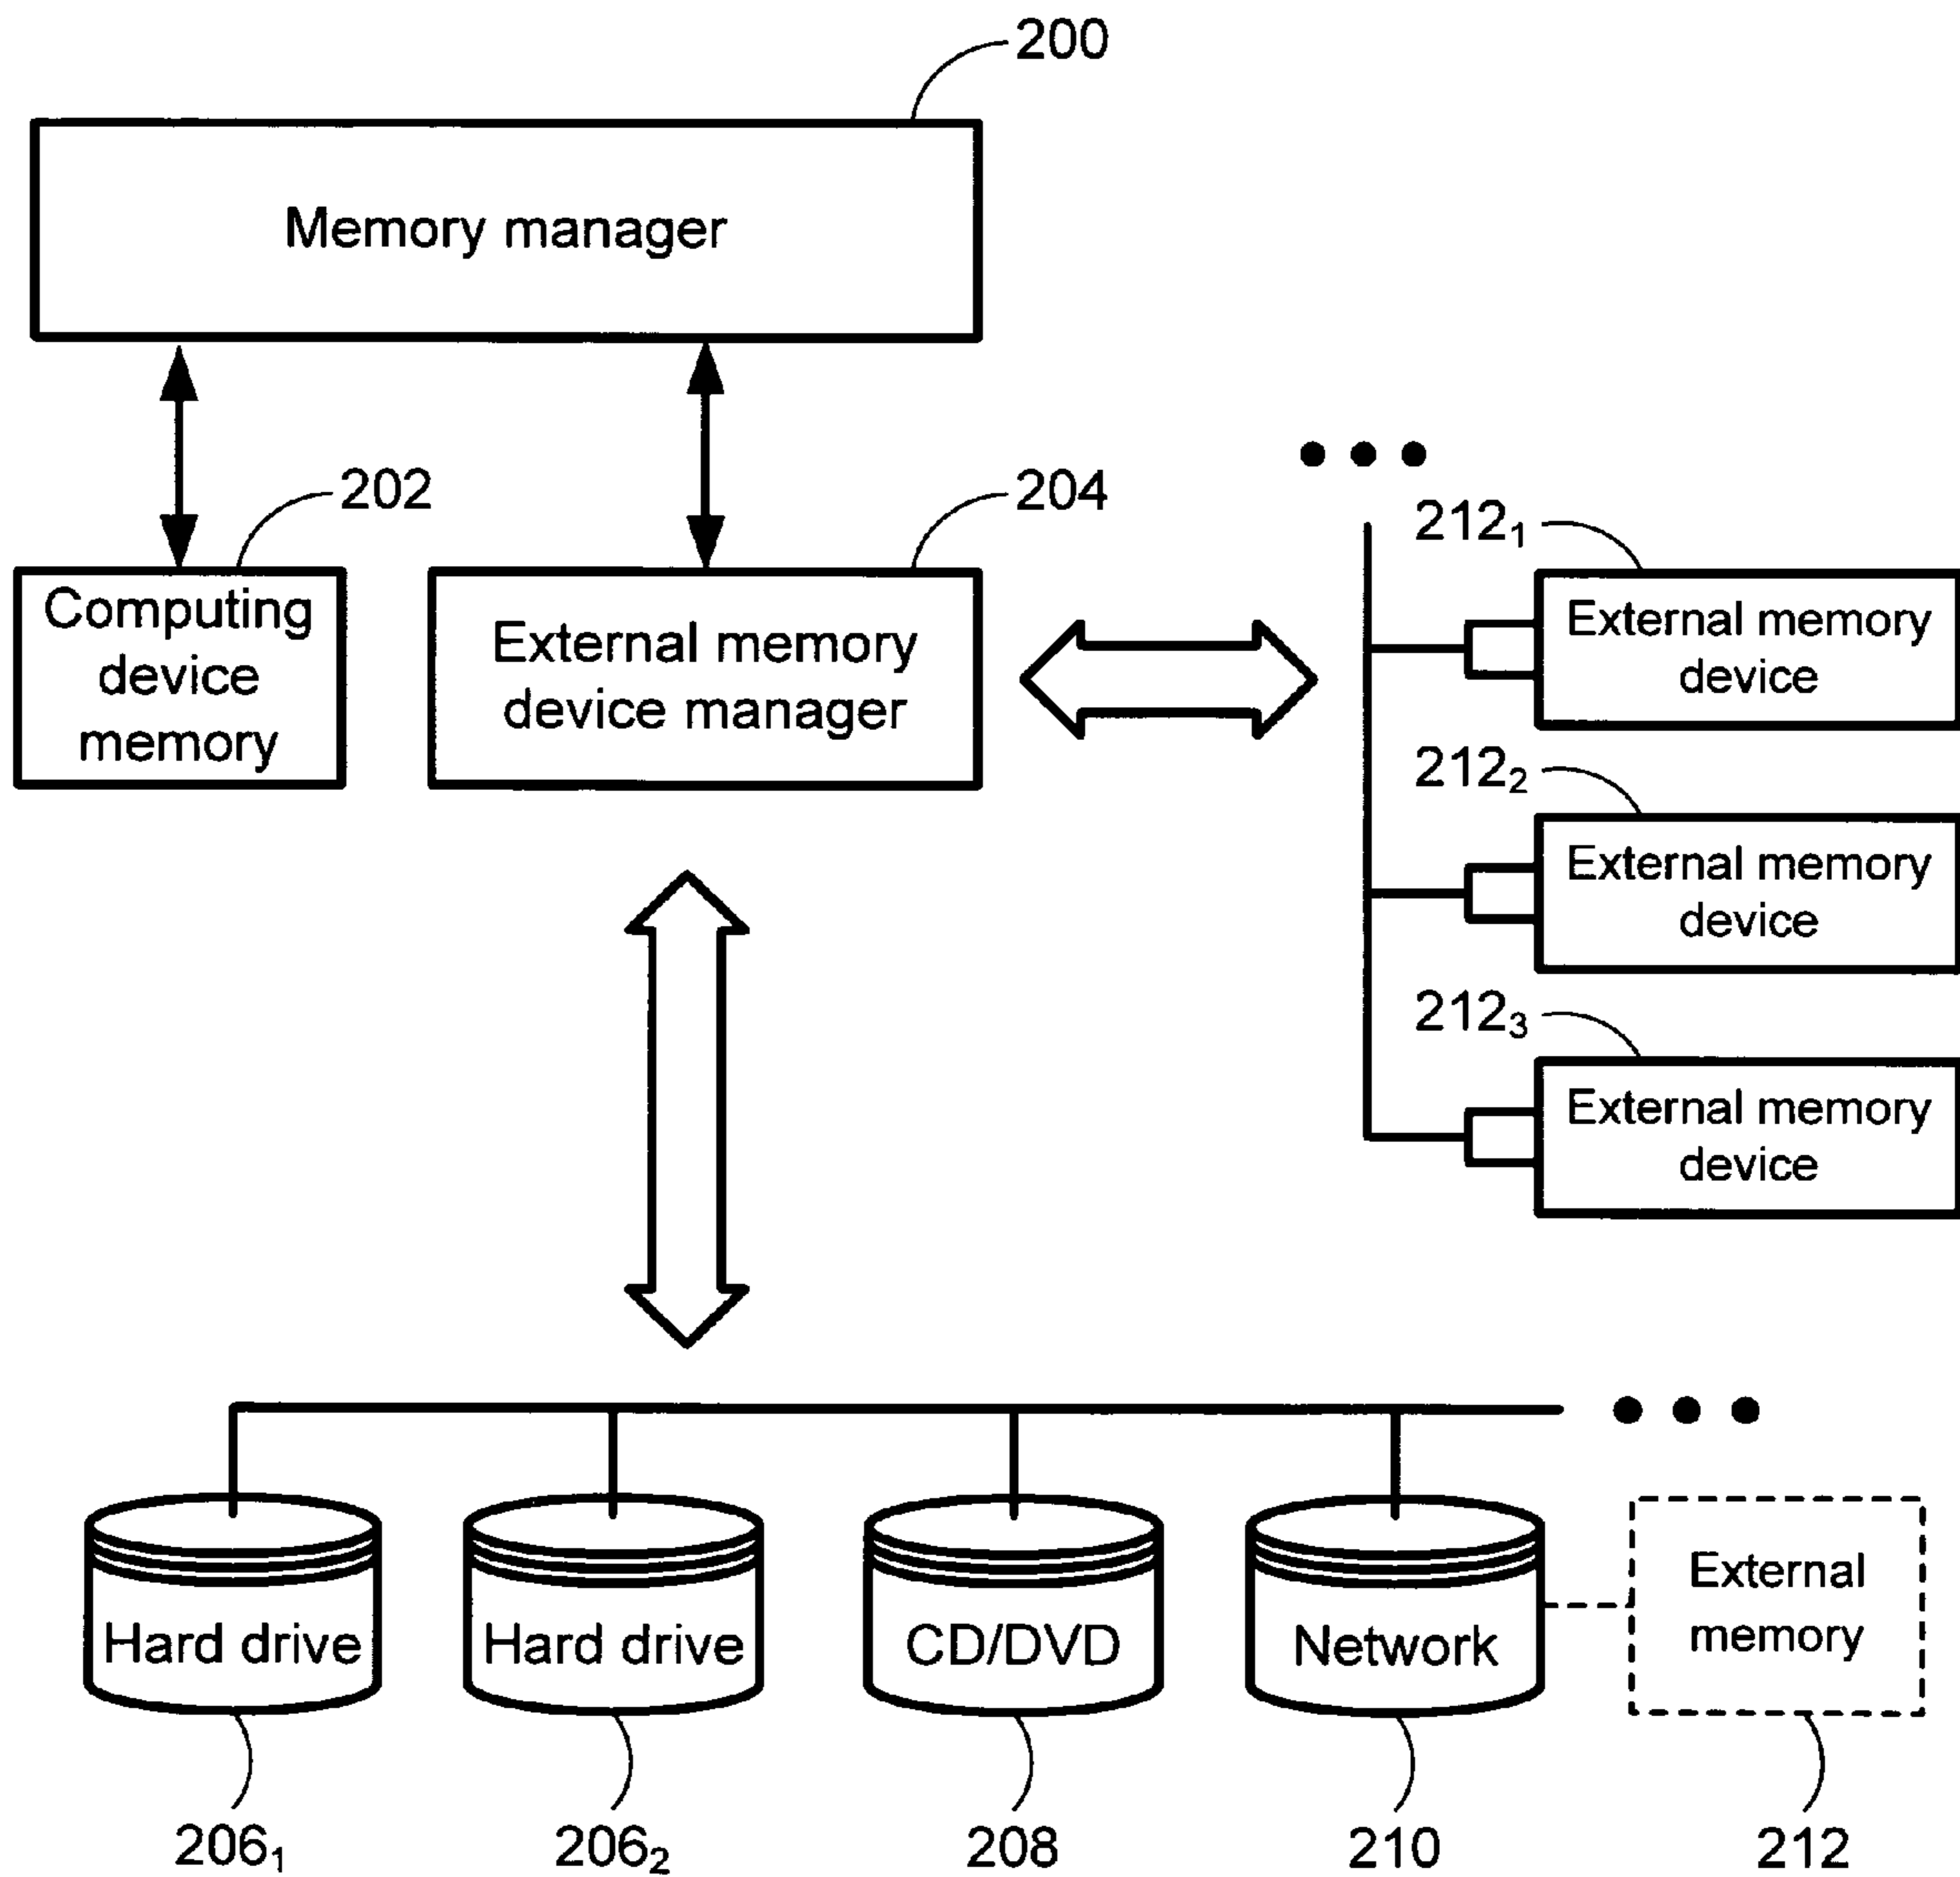 200
Memory manager
202
204
212₁
Computing
device
memory
External memory
device manager
External memory
device
212₂
External memory
device
212₃
External memory
device
Hard drive
Hard drive
CD/DVD
Network
External
memory
206₁
206₂
208
210
212